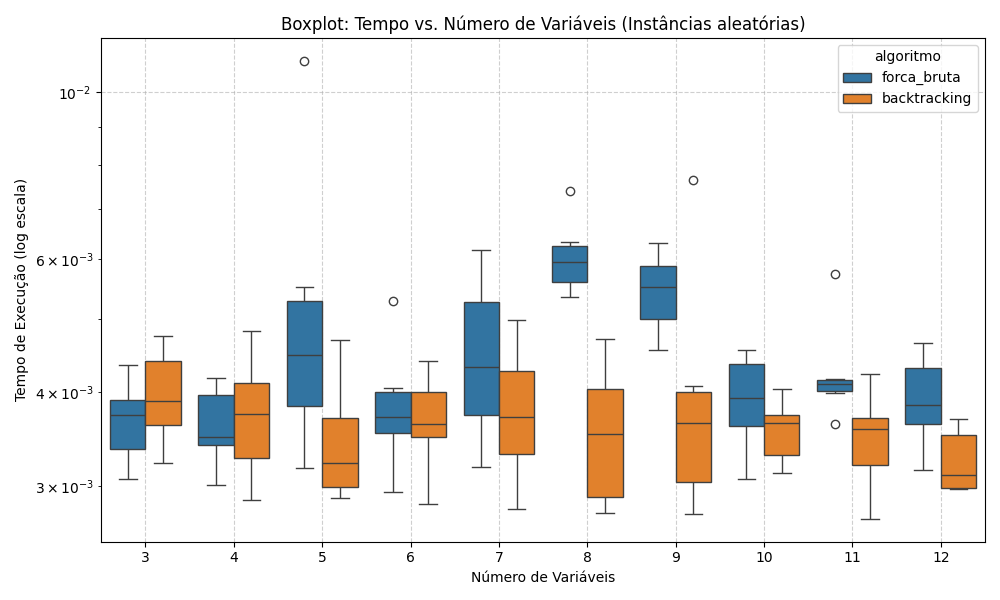 Boxplot: Tempo vs. Número de Variáveis (Instâncias aleatórias)
algoritmo
forca_bruta
backtracking
Tempo de Execução (log escala)
10⁻²
6 × 10⁻³
4 × 10⁻³
3 × 10⁻³
3 4 5 6 7 8 9 10 11 12
Número de Variáveis